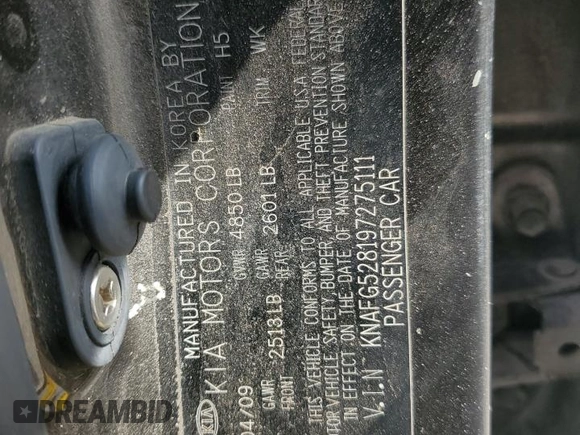 KIA
MANUFACTURED IN KOREA BY
KIA MOTORS CORPORATION
04/09 GVWR 4850LB PAINT H5
GAWR FRONT 2513LB GAWR REAR 2601LB TRIM WK
THIS VEHICLE CONFORMS TO ALL APPLICABLE USA FEDERAL
MOTOR VEHICLE SAFETY, BUMPER AND THEFT PREVENTION STANDARDS
IN EFFECT ON THE DATE OF MANUFACTURE SHOWN ABOVE.
V.I.N KNAFG528197275111
PASSENGER CAR
DREAMBID